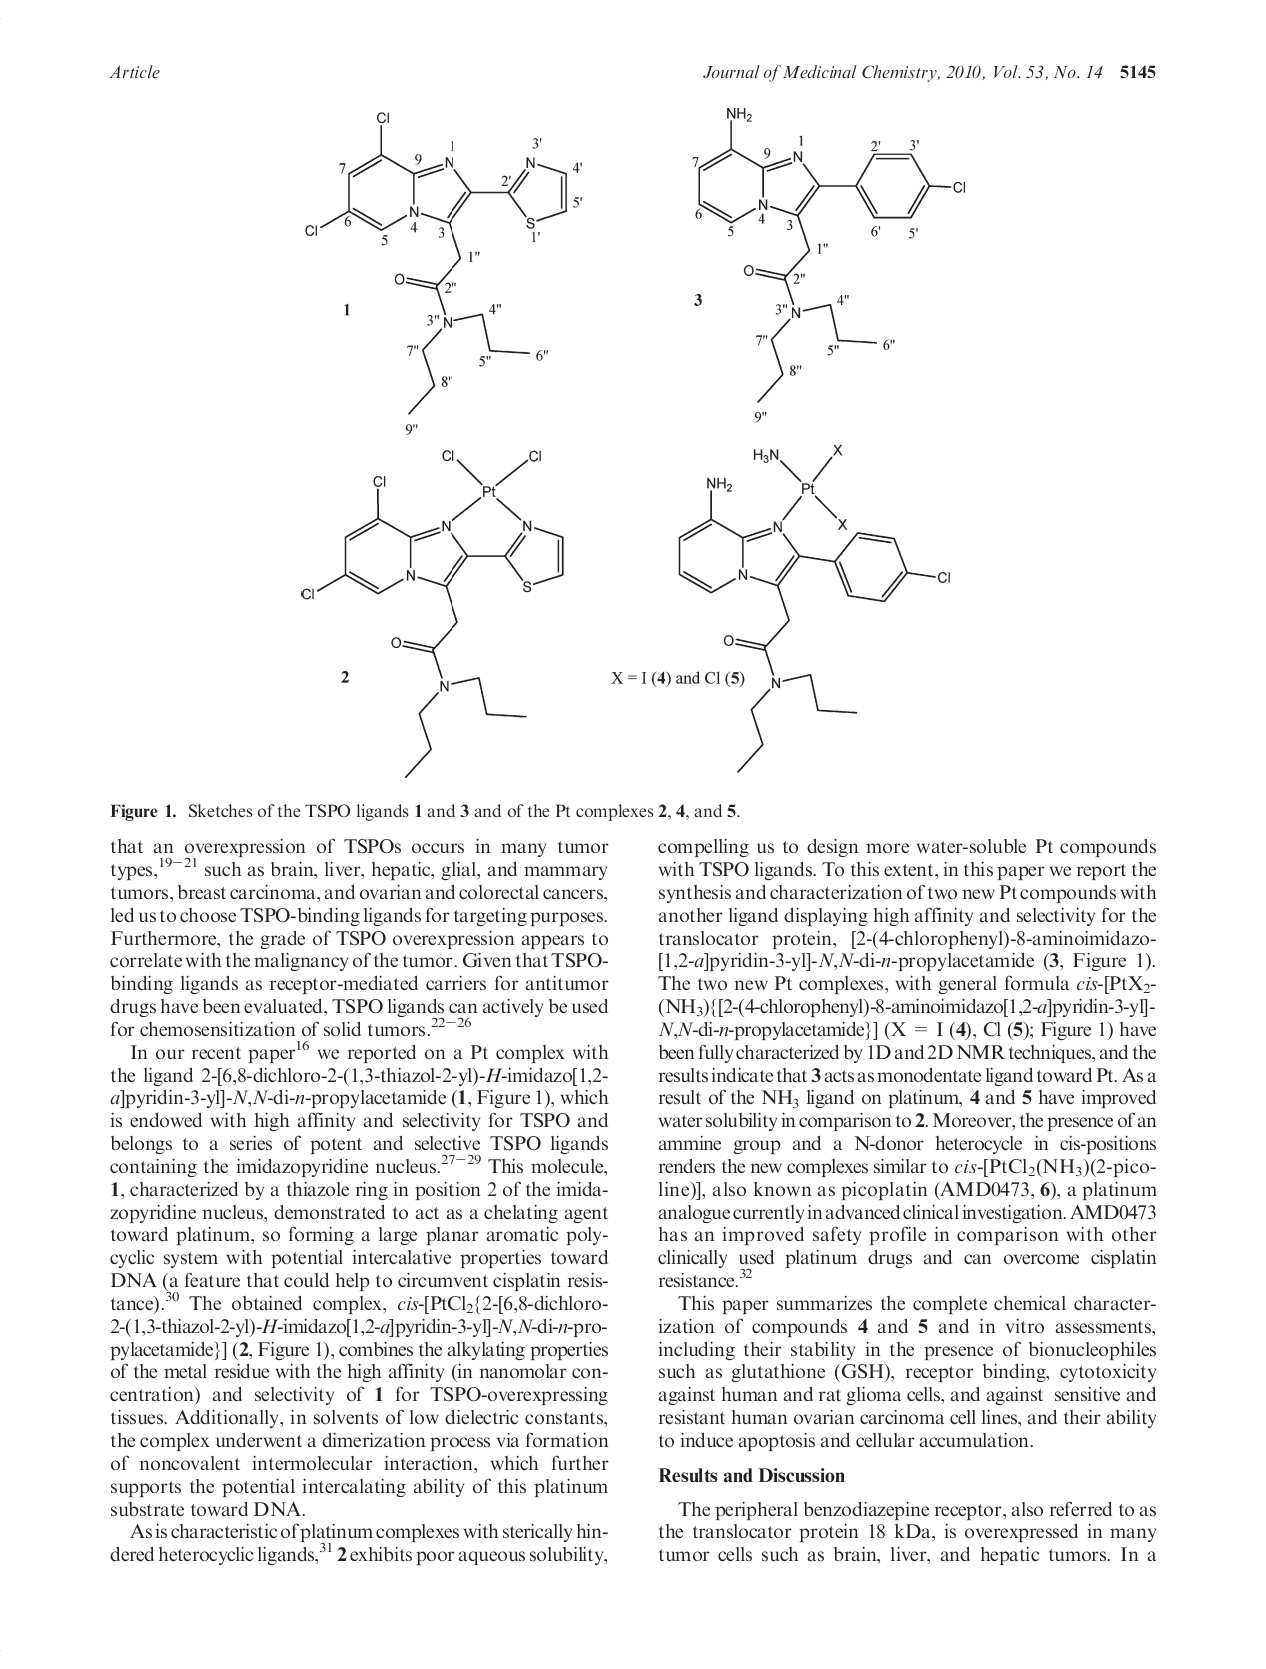 Article
Journal of Medicinal Chemistry, 2010, Vol. 53, No. 14 5145
Cl
7
9
N
1
N
3'
4'
2'
5'
S
1'
Cl
6
5
N
4
3
1"
O
2"
3" N
4"
7"
5"
6"
8'
9"
1
NH2
7
9
N
1
2'
3'
Cl
6
5
N
4
3
6'
5'
1"
O
2"
3" N
4"
7"
5"
6"
8"
9"
3
Cl
Cl
Pt
Cl
N
N
Cl
N
S
O
N
2
H3N
X
Pt
NH2
X
N
N
Cl
O
N
X = I (4) and Cl (5)
Figure 1. Sketches of the TSPO ligands 1 and 3 and of the Pt complexes 2, 4, and 5.
that an overexpression of TSPOs occurs in many tumor
types,19−21 such as brain, liver, hepatic, glial, and mammary
tumors, breast carcinoma, and ovarian and colorectal cancers,
led us to choose TSPO-binding ligands for targeting purposes.
Furthermore, the grade of TSPO overexpression appears to
correlate with the malignancy of the tumor. Given that TSPO-
binding ligands as receptor-mediated carriers for antitumor
drugs have been evaluated, TSPO ligands can actively be used
for chemosensitization of solid tumors.22−26
In our recent paper16 we reported on a Pt complex with
the ligand 2-[6,8-dichloro-2-(1,3-thiazol-2-yl)-H-imidazo[1,2-
a]pyridin-3-yl]-N,N-di-n-propylacetamide (1, Figure 1), which
is endowed with high affinity and selectivity for TSPO and
belongs to a series of potent and selective TSPO ligands
containing the imidazopyridine nucleus.27−29 This molecule,
1, characterized by a thiazole ring in position 2 of the imida-
zopyridine nucleus, demonstrated to act as a chelating agent
toward platinum, so forming a large planar aromatic poly-
cyclic system with potential intercalative properties toward
DNA (a feature that could help to circumvent cisplatin resis-
tance).30 The obtained complex, cis-[PtCl2{2-[6,8-dichloro-
2-(1,3-thiazol-2-yl)-H-imidazo[1,2-a]pyridin-3-yl]-N,N-di-n-pro-
pylacetamide}] (2, Figure 1), combines the alkylating properties
of the metal residue with the high affinity (in nanomolar con-
centration) and selectivity of 1 for TSPO-overexpressing
tissues. Additionally, in solvents of low dielectric constants,
the complex underwent a dimerization process via formation
of noncovalent intermolecular interaction, which further
supports the potential intercalating ability of this platinum
substrate toward DNA.
As is characteristic of platinum complexes with sterically hin-
dered heterocyclic ligands,31 2 exhibits poor aqueous solubility,
compelling us to design more water-soluble Pt compounds
with TSPO ligands. To this extent, in this paper we report the
synthesis and characterization of two new Pt compounds with
another ligand displaying high affinity and selectivity for the
translocator protein, [2-(4-chlorophenyl)-8-aminoimidazo-
[1,2-a]pyridin-3-yl]-N,N-di-n-propylacetamide (3, Figure 1).
The two new Pt complexes, with general formula cis-[PtX2-
(NH3){[2-(4-chlorophenyl)-8-aminoimidazo[1,2-a]pyridin-3-yl]-
N,N-di-n-propylacetamide}] (X = I (4), Cl (5); Figure 1) have
been fully characterized by 1D and 2D NMR techniques, and the
results indicate that 3 acts as monodentate ligand toward Pt. As a
result of the NH3 ligand on platinum, 4 and 5 have improved
water solubility in comparison to 2. Moreover, the presence of an
ammine group and a N-donor heterocycle in cis-positions
renders the new complexes similar to cis-[PtCl2(NH3)(2-pico-
line)], also known as picoplatin (AMD0473, 6), a platinum
analogue currently in advanced clinical investigation. AMD0473
has an improved safety profile in comparison with other
clinically used platinum drugs and can overcome cisplatin
resistance.32
This paper summarizes the complete chemical character-
ization of compounds 4 and 5 and in vitro assessments,
including their stability in the presence of bionucleophiles
such as glutathione (GSH), receptor binding, cytotoxicity
against human and rat glioma cells, and against sensitive and
resistant human ovarian carcinoma cell lines, and their ability
to induce apoptosis and cellular accumulation.
Results and Discussion
The peripheral benzodiazepine receptor, also referred to as
the translocator protein 18 kDa, is overexpressed in many
tumor cells such as brain, liver, and hepatic tumors. In a